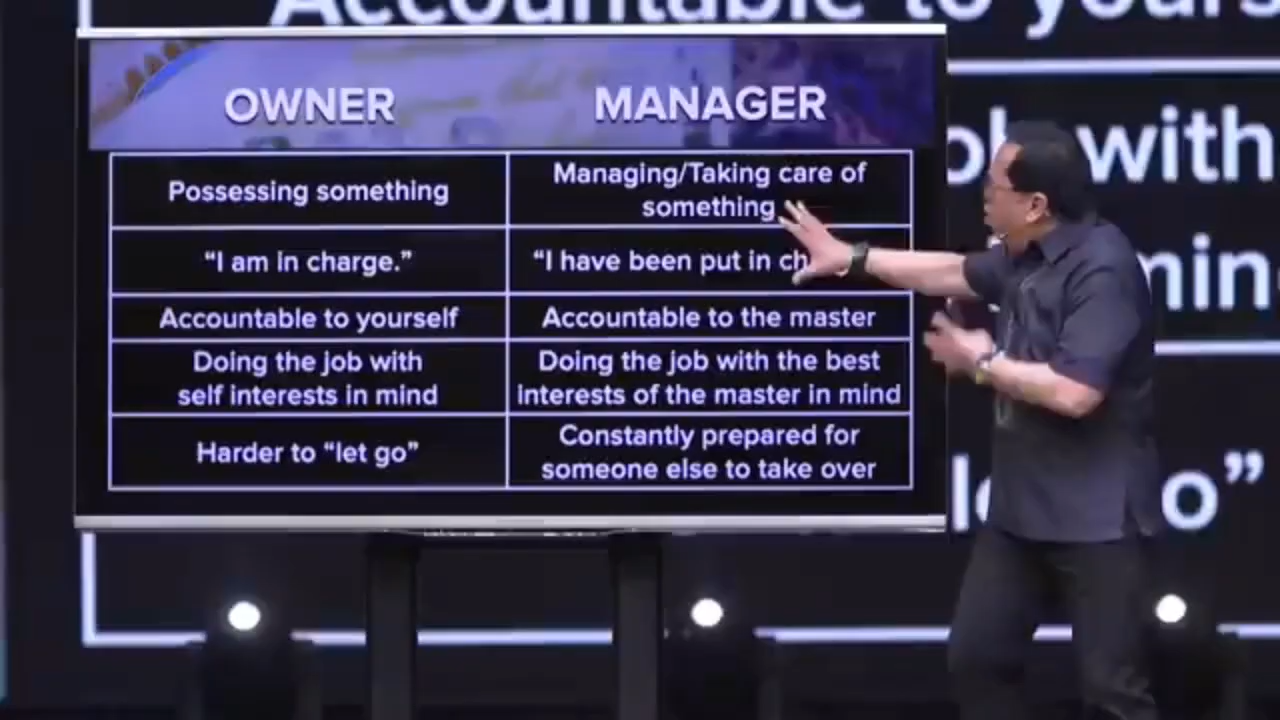 Accountable to yours
OWNER
MANAGER
Possessing something
Managing/Taking care of
something
“I am in charge.”
“I have been put in ch
Accountable to yourself
Accountable to the master
Doing the job with
self interests in mind
Doing the job with the best
interests of the master in mind
Harder to “let go”
Constantly prepared for
someone else to take over
with
min
o”